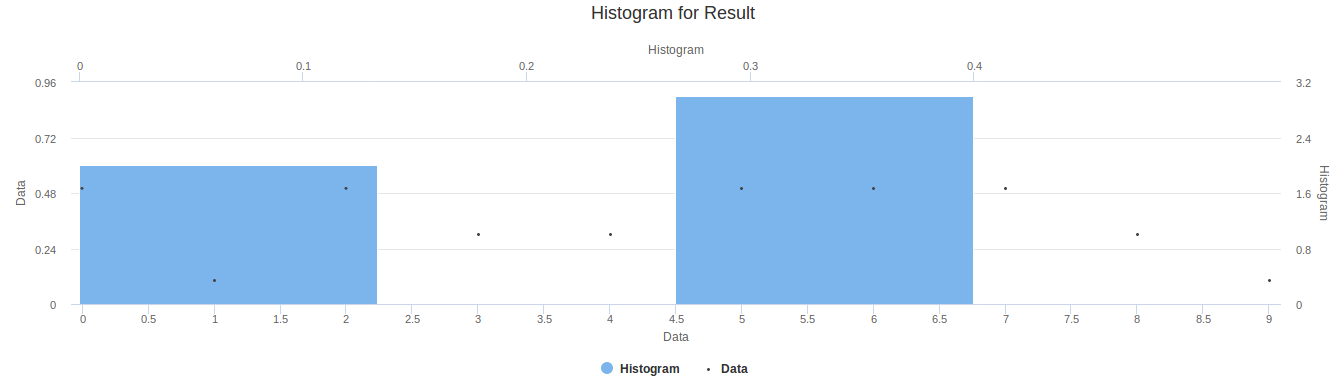 Histogram for Result
Histogram
0 0.1 0.2 0.3 0.4
0.96 3.2
0.72 2.4
Data Histogram
0.48 1.6
0.24 0.8
0 0
0 0.5 1 1.5 2 2.5 3 3.5 4 4.5 5 5.5 6 6.5 7 7.5 8 8.5 9
Data
Histogram Data